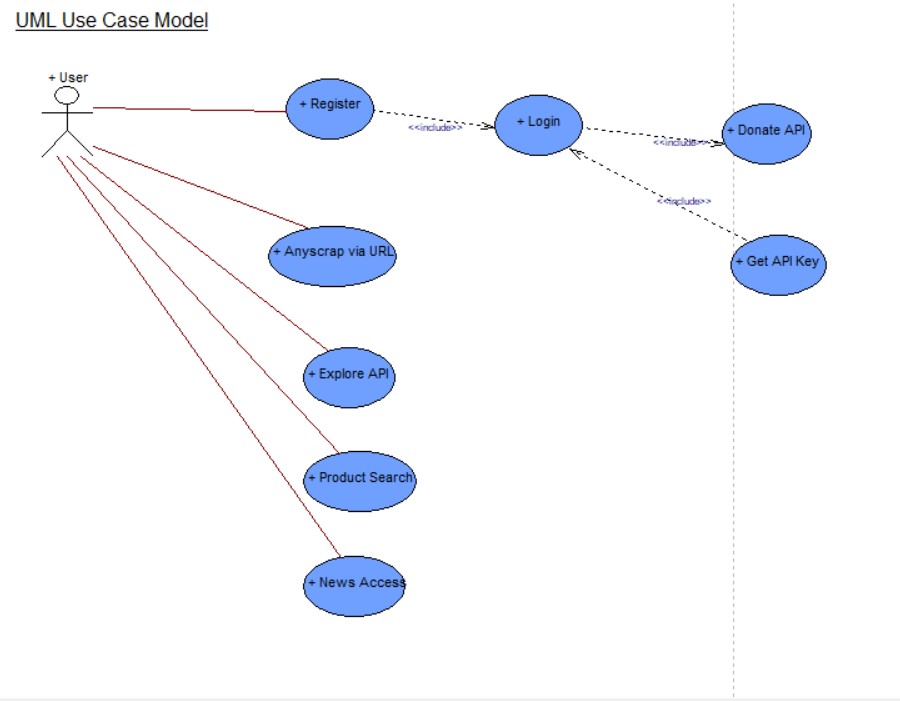 UML Use Case Model
+ User
+ Register
<<include>>
+ Login
<<include>>
+ Donate API
<<include>>
+ Anyscrap via URL
+ Get API Key
+ Explore API
+ Product Search
+ News Access